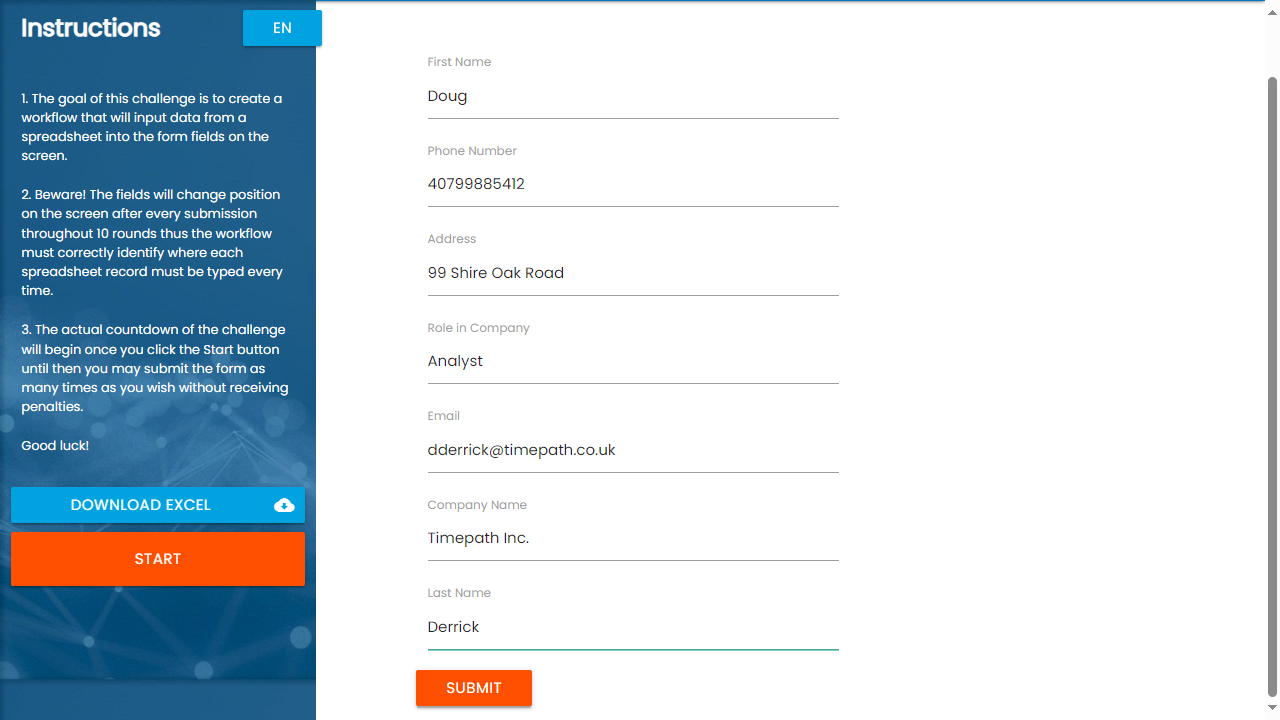 Instructions
EN
1. The goal of this challenge is to create a
workflow that will input data from a
spreadsheet into the form fields on the
screen.
2. Beware! The fields will change position
on the screen after every submission
throughout 10 rounds thus the workflow
must correctly identify where each
spreadsheet record must be typed every
time.
3. The actual countdown of the challenge
will begin once you click the Start button
until then you may submit the form as
many times as you wish without receiving
penalties.
Good luck!
DOWNLOAD EXCEL
START
First Name
Doug
Phone Number
40799885412
Address
99 Shire Oak Road
Role in Company
Analyst
Email
dderrick@timepath.co.uk
Company Name
Timepath Inc.
Last Name
Derrick
SUBMIT